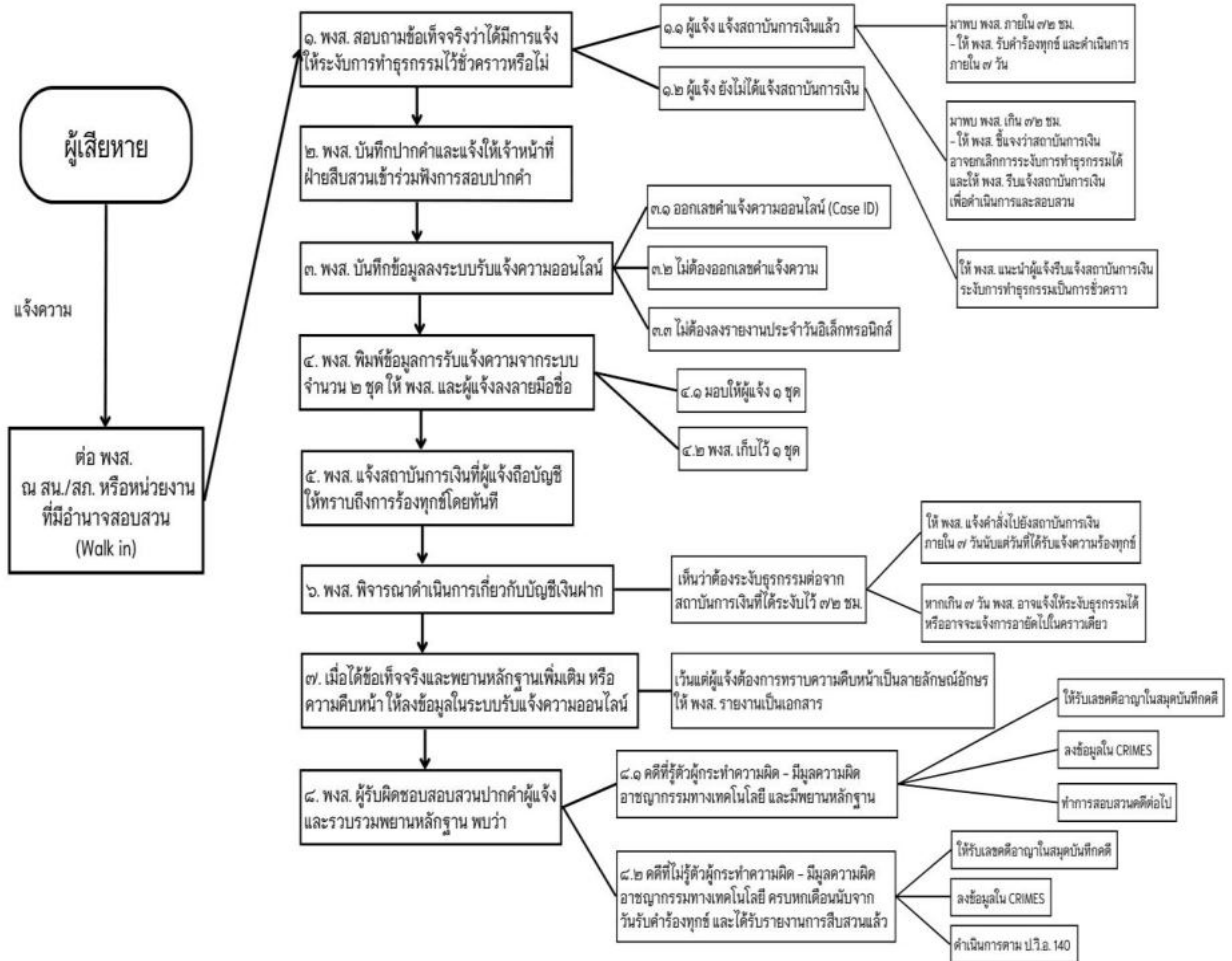 ผู้เสียหาย
แจ้งความ
ต่อ พงส.
ณ สน./สภ. หรือหน่วยงาน
ที่มีอำนาจสอบสวน
(Walk in)
๑. พงส. สอบถามข้อเท็จจริงว่าได้มีการแจ้ง
ให้ระงับการทำธุรกรรมไว้ชั่วคราวหรือไม่
๑.๑ ผู้แจ้ง แจ้งสถาบันการเงินแล้ว
มาพบ พงส. ภายใน ๗๒ ชม.
- ให้ พงส. รับคำร้องทุกข์ และดำเนินการ
ภายใน ๗ วัน
มาพบ พงส. เกิน ๗๒ ชม.
- ให้ พงส. ชี้แจงว่าสถาบันการเงิน
อาจยกเลิกการระงับการทำธุรกรรมได้
และให้ พงส. รีบแจ้งสถาบันการเงิน
เพื่อดำเนินการและสอบสวน
๑.๒ ผู้แจ้ง ยังไม่ได้แจ้งสถาบันการเงิน
ให้ พงส. แนะนำผู้แจ้งรีบแจ้งสถาบันการเงิน
ระงับการทำธุรกรรมเป็นการชั่วคราว
๒. พงส. บันทึกปากคำและแจ้งให้เจ้าหน้าที่
ฝ่ายสืบสวนเข้าร่วมฟังการสอบปากคำ
๓. พงส. บันทึกข้อมูลลงระบบรับแจ้งความออนไลน์
๓.๑ ออกเลขคำแจ้งความออนไลน์ (Case ID)
๓.๒ ไม่ต้องออกเลขคำแจ้งความ
๓.๓ ไม่ต้องลงรายงานประจำวันอิเล็กทรอนิกส์
๔. พงส. พิมพ์ข้อมูลการรับแจ้งความจากระบบ
จำนวน ๒ ชุด ให้ พงส. และผู้แจ้งลงลายมือชื่อ
๔.๑ มอบให้ผู้แจ้ง ๑ ชุด
๔.๒ พงส. เก็บไว้ ๑ ชุด
๕. พงส. แจ้งสถาบันการเงินที่ผู้แจ้งถือบัญชี
ให้ทราบถึงการร้องทุกข์โดยทันที
๖. พงส. พิจารณาดำเนินการเกี่ยวกับบัญชีเงินฝาก
เห็นว่าต้องระงับธุรกรรมต่อจาก
สถาบันการเงินที่ได้ระงับไว้ ๗๒ ชม.
ให้ พงส. แจ้งคำสั่งไปยังสถาบันการเงิน
ภายใน ๗ วันนับแต่วันที่ได้รับแจ้งความร้องทุกข์
หากเกิน ๗ วัน พงส. อาจแจ้งให้ระงับธุรกรรมได้
หรืออาจจะแจ้งการอายัดไปในคราวเดียว
๗. เมื่อได้ข้อเท็จจริงและพยานหลักฐานเพิ่มเติม หรือ
ความคืบหน้า ให้ลงข้อมูลในระบบรับแจ้งความออนไลน์
เว้นแต่ผู้แจ้งต้องการทราบความคืบหน้าเป็นลายลักษณ์อักษร
ให้ พงส. รายงานเป็นเอกสาร
๘. พงส. ผู้รับผิดชอบสอบสวนปากคำผู้แจ้ง
และรวบรวมพยานหลักฐาน พบว่า
๘.๑ คดีที่รู้ตัวผู้กระทำความผิด - มีมูลความผิด
อาชญากรรมทางเทคโนโลยี และมีพยานหลักฐาน
ให้รับเลขคดีอาญาในสมุดบันทึกคดี
ลงข้อมูลใน CRIMES
ทำการสอบสวนคดีต่อไป
๘.๒ คดีที่ไม่รู้ตัวผู้กระทำความผิด - มีมูลความผิด
อาชญากรรมทางเทคโนโลยี ครบหกเดือนนับจาก
วันรับคำร้องทุกข์ และได้รับรายงานการสืบสวนแล้ว
ให้รับเลขคดีอาญาในสมุดบันทึกคดี
ลงข้อมูลใน CRIMES
ดำเนินการตาม ป.วิ.อ. 140